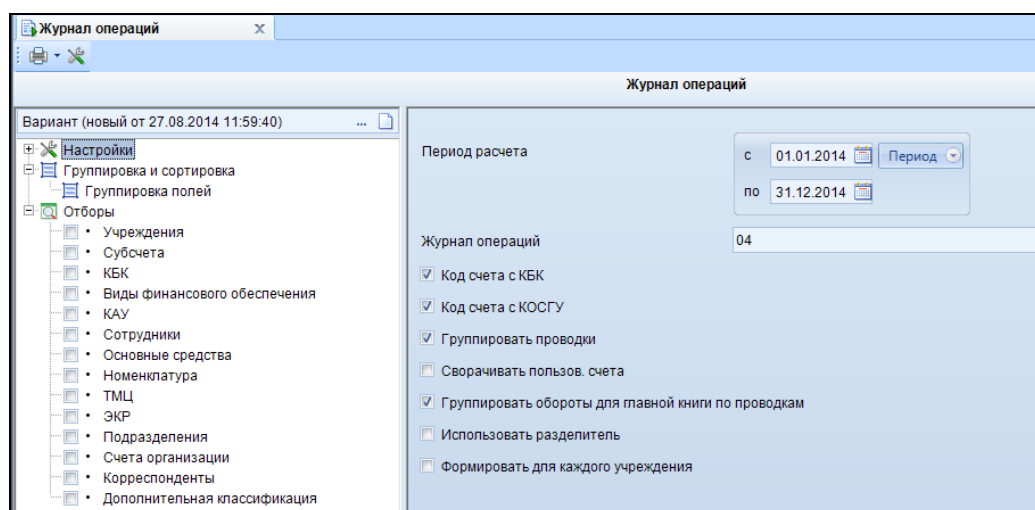 Журнал операций x
Журнал операций
Вариант (новый от 27.08.2014 11:59:40) ...
Настройки
Группировка и сортировка
Группировка полей
Отборы
Учреждения
Субсчета
КБК
Виды финансового обеспечения
КАУ
Сотрудники
Основные средства
Номенклатура
ТМЦ
ЭКР
Подразделения
Счета организации
Корреспонденты
Дополнительная классификация
Период расчета
с 01.01.2014 Период
по 31.12.2014
Журнал операций 04
Код счета с КБК
Код счета с КОСГУ
Группировать проводки
Сворачивать пользов. счета
Группировать обороты для главной книги по проводкам
Использовать разделитель
Формировать для каждого учреждения